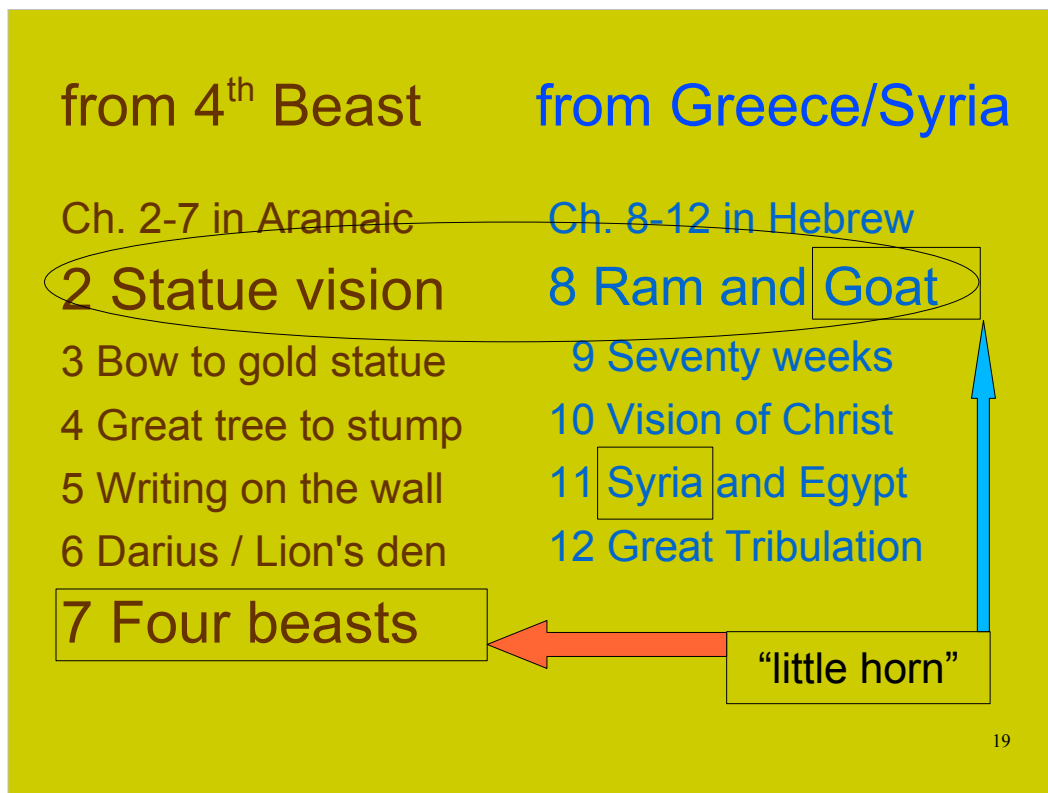 from 4th Beast
Ch. 2-7 in Aramaic
2 Statue vision
3 Bow to gold statue
4 Great tree to stump
5 Writing on the wall
6 Darius / Lion's den
7 Four beasts
from Greece/Syria
Ch. 8-12 in Hebrew
8 Ram and Goat
9 Seventy weeks
10 Vision of Christ
11 Syria and Egypt
12 Great Tribulation
“little horn”
19